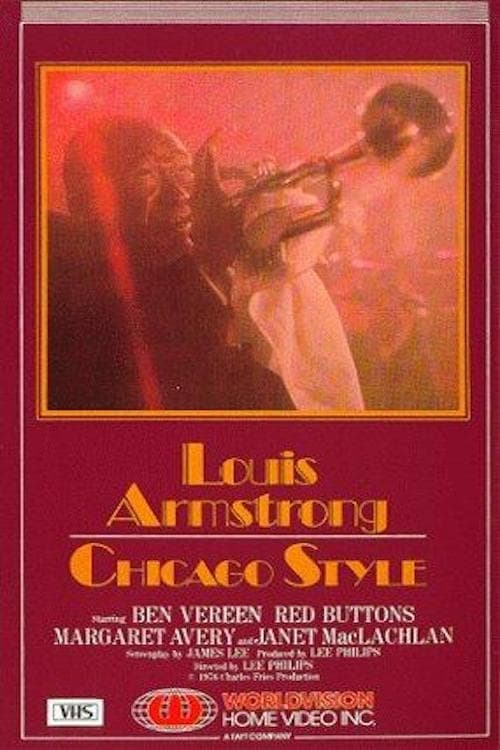 Louis
Armstrong
CHICAGO STYLE
Starring BEN VEREEN RED BUTTONS
MARGARET AVERY and JANET MacLACHLAN
Screenplay by JAMES LEE Produced by LEE PHILIPS
Directed by LEE PHILIPS
© 1976 Charles Fries Production
VHS
WORLDVISION
HOME VIDEO INC.
A TAFT COMPANY